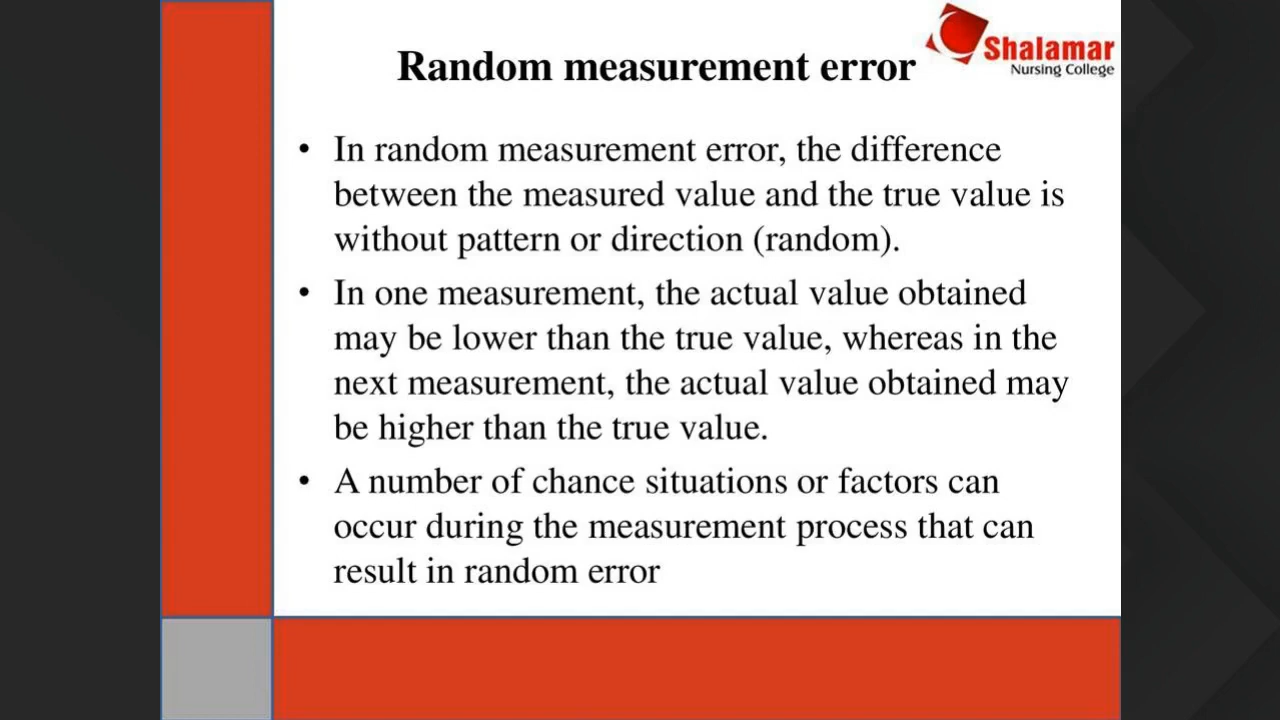 Shalamar
Nursing College
Random measurement error
• In random measurement error, the difference
between the measured value and the true value is
without pattern or direction (random).
• In one measurement, the actual value obtained
may be lower than the true value, whereas in the
next measurement, the actual value obtained may
be higher than the true value.
• A number of chance situations or factors can
occur during the measurement process that can
result in random error